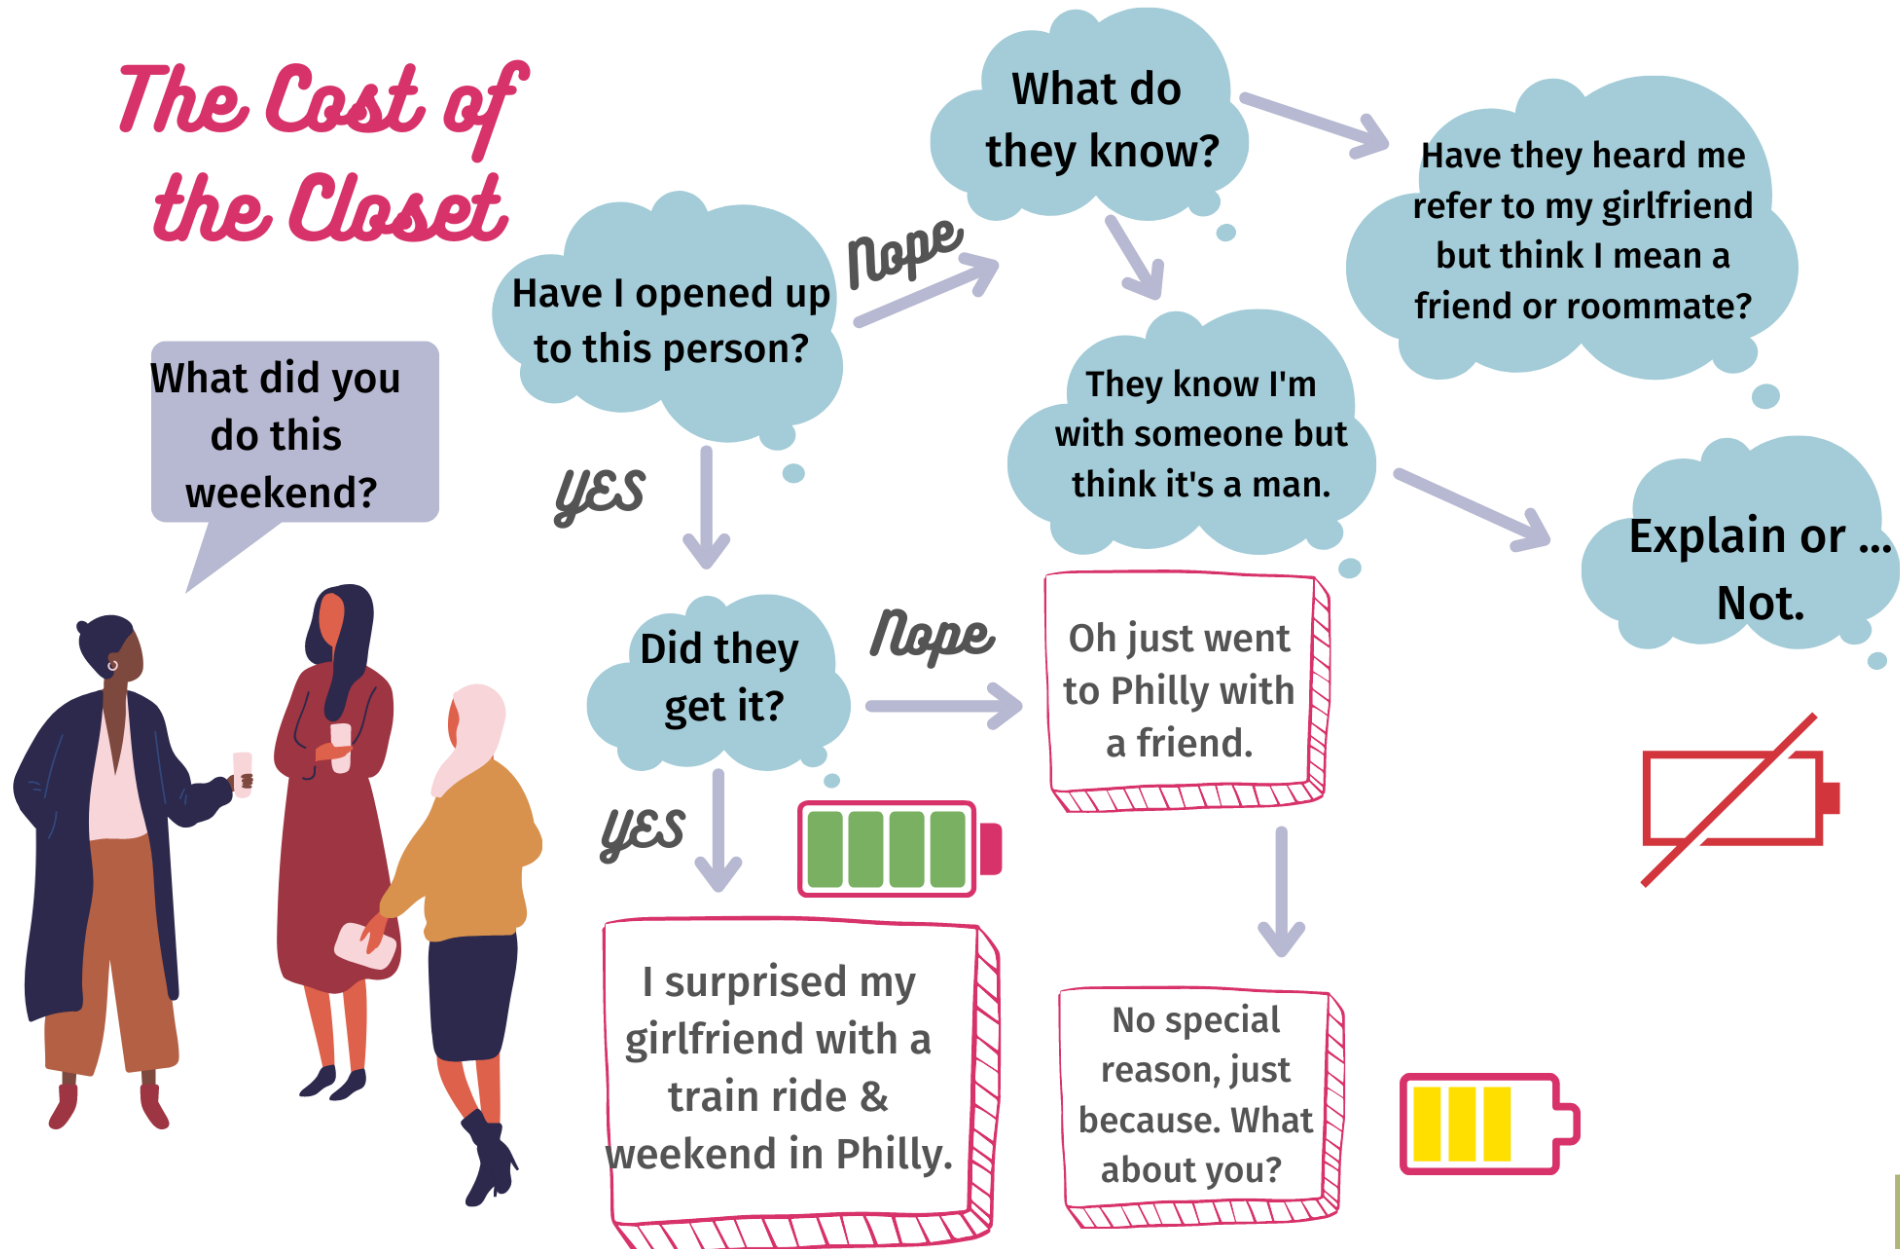 The Cost of
the Closet
What did you
do this
weekend?
Have I opened up
to this person?
Nope
What do
they know?
Have they heard me
refer to my girlfriend
but think I mean a
friend or roommate?
They know I'm
with someone but
think it's a man.
Explain or ...
Not.
YES
Did they
get it?
Nope
Oh just went
to Philly with
a friend.
No special
reason, just
because. What
about you?
YES
I surprised my
girlfriend with a
train ride &
weekend in Philly.